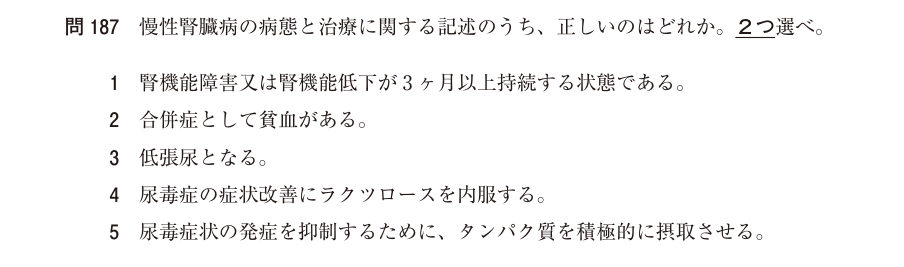 問 187 慢性腎臓病の病態と治療に関する記述のうち、正しいのはどれか。2つ選べ。
1 腎機能障害又は腎機能低下が3ヶ月以上持続する状態である。
2 合併症として貧血がある。
3 低張尿となる。
4 尿毒症の症状改善にラクツロースを内服する。
5 尿毒症状の発症を抑制するために、タンパク質を積極的に摂取させる。